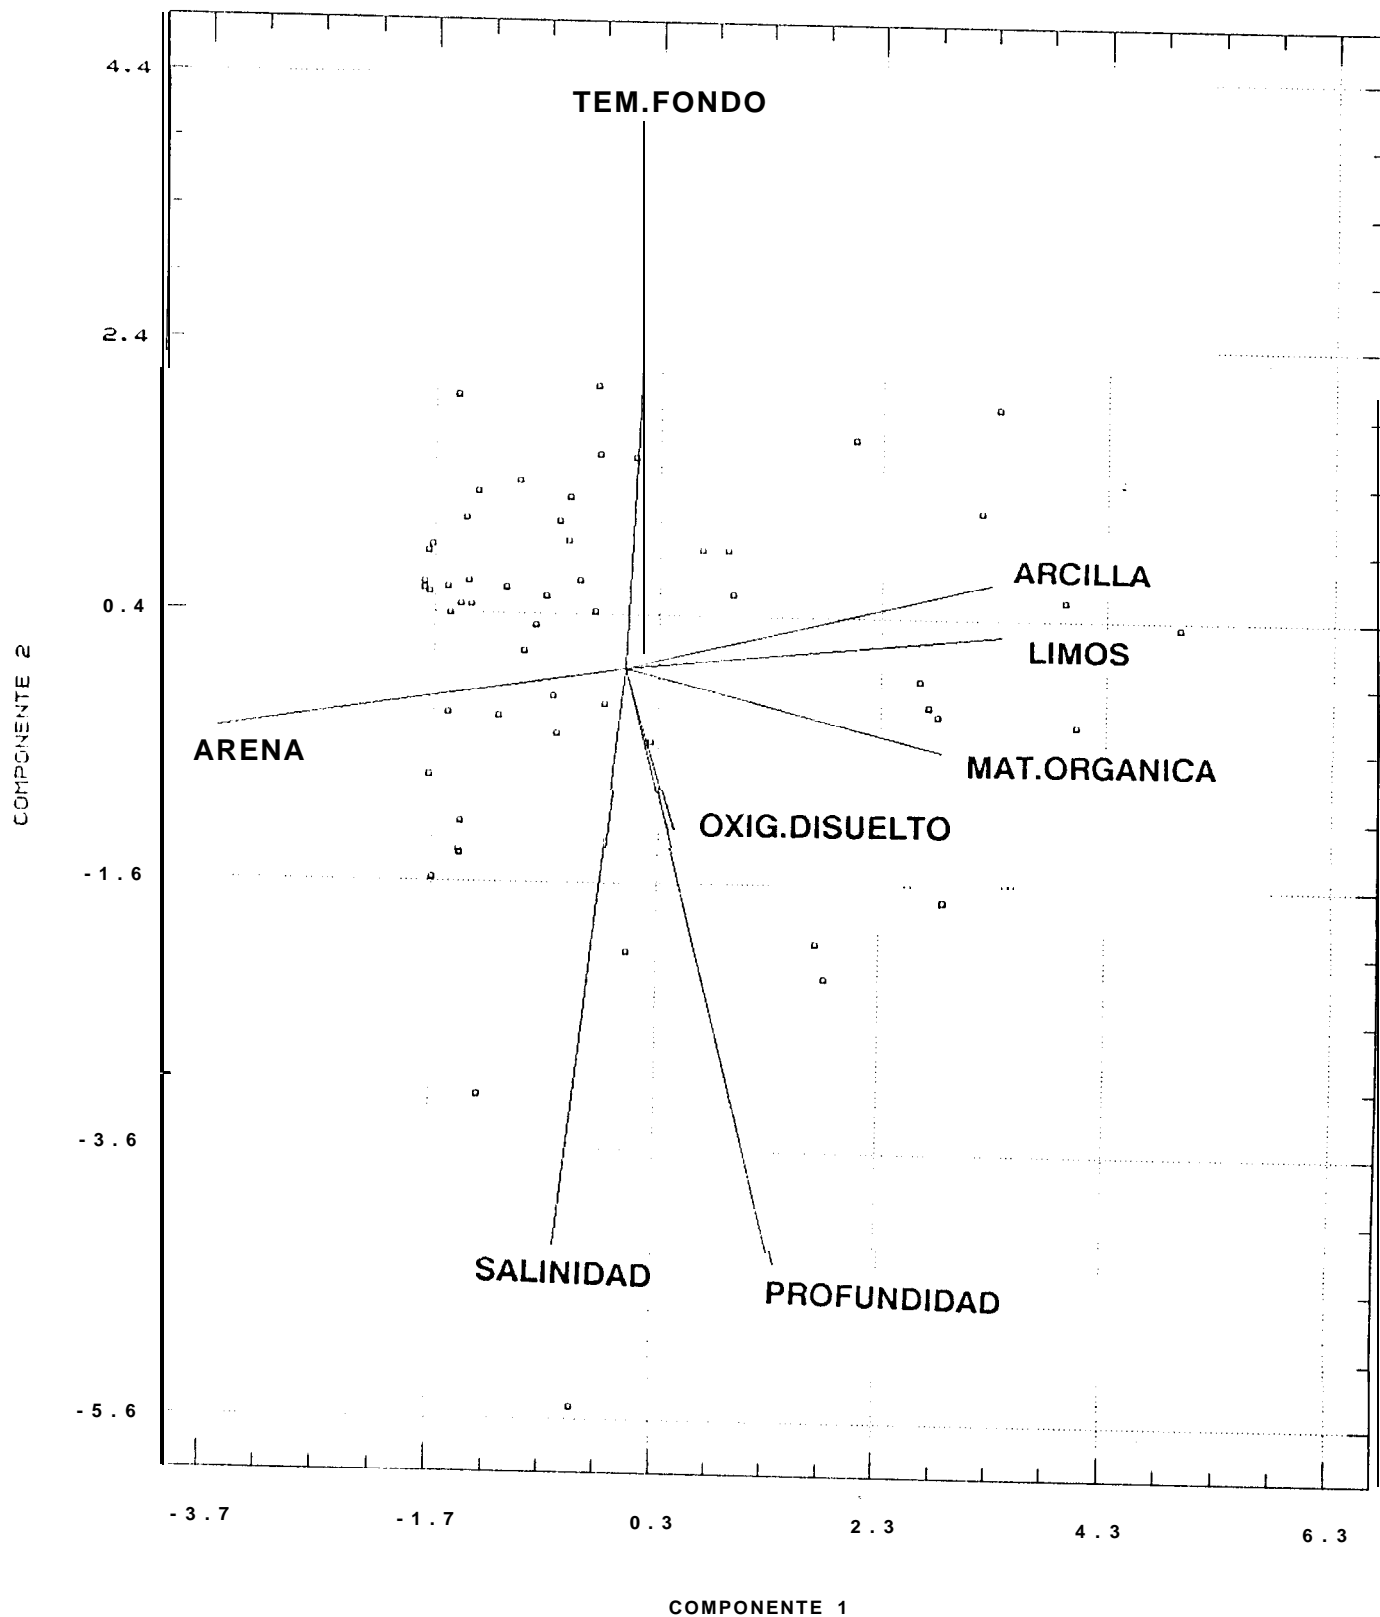 4.4
TEM.FONDO
2.4
ARCILLA
0.4
LIMOS
COMPONENTE 2
ARENA
MAT.ORGANICA
OXIG.DISUELTO
-1.6
-3.6
SALINIDAD
PROFUNDIDAD
-5.6
-3.7 -1.7 0.3 2.3 4.3 6.3
COMPONENTE 1